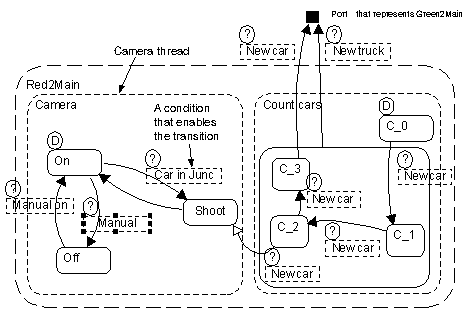 Port that represents Green2Main
?
?
New car
New truck
Camera thread
Red2Main
Camera
Count cars
A condition
that enables
the transition
D
C_0
D
On
?
Car in Junc
C_3
?
New car
?
New car
?
Manual on
?
Manual
Shoot
C_2
?
New car
C_1
Off
?
New car